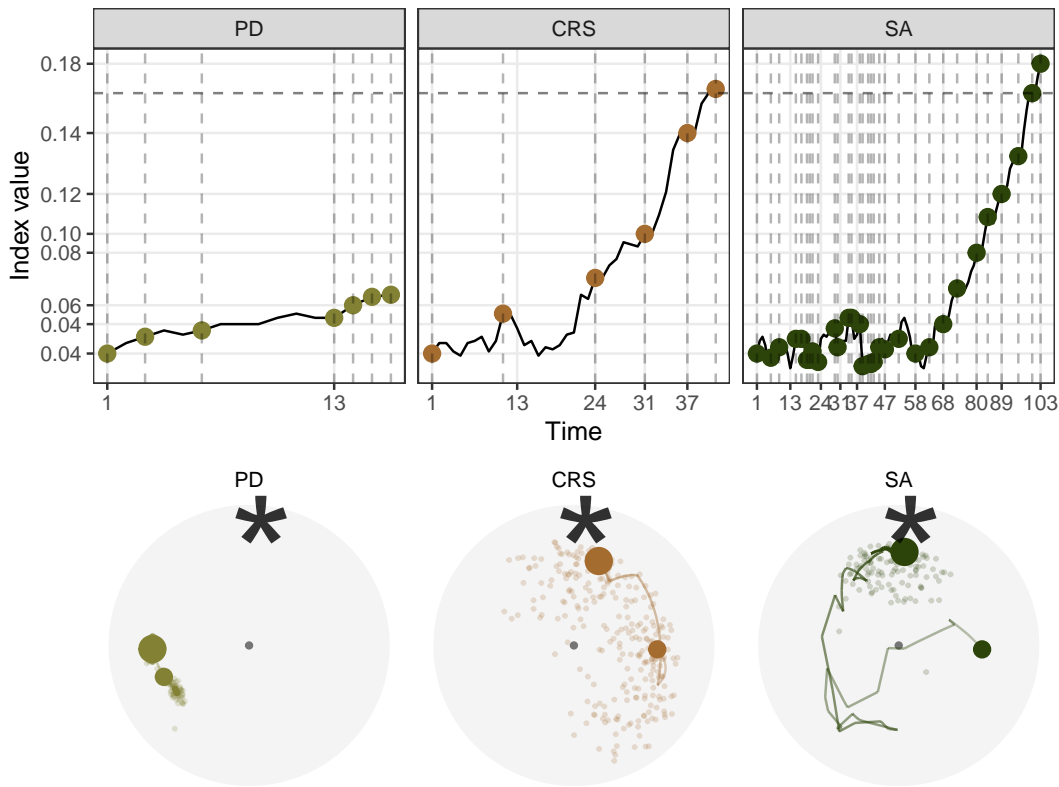 PD CRS SA
Index value
0.18
0.14
0.12
0.10
0.08
0.06
0.04
0.04
1 13
1 13 24 31 37
1 13 24 31 37 47 58 68 80 89 103
Time
PD CRS SA
* * *